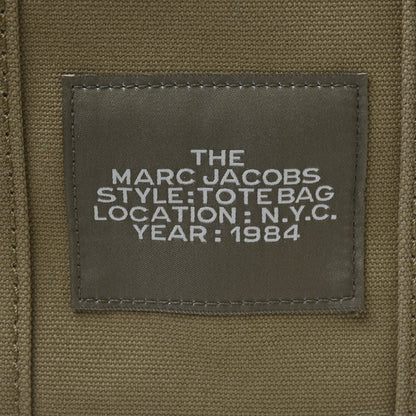 THE
MARC JACOBS
STYLE: TOTE BAG
LOCATION: N.Y.C.
YEAR: 1984